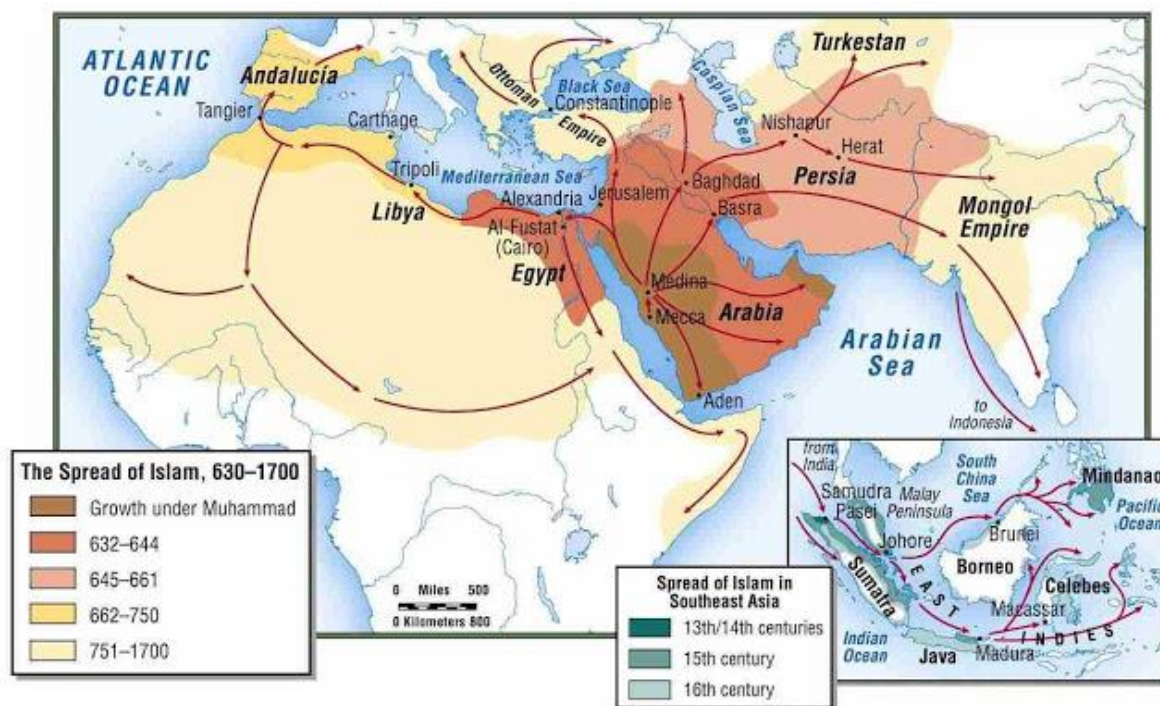 ATLANTIC
OCEAN
Andalucía
Tangier
Carthage
Tripoli
Mediterranean Sea
Libya
Alexandria
Al-Fustat
(Cairo)
Egypt
Jerusalem
Ottoman
Empire
Black Sea
Constantinople
Caspian Sea
Turkestan
Nishapur
Herat
Persia
Baghdad
Basra
Mongol
Empire
Medina
Mecca
Arabia
Aden
Arabian
Sea
to
Indonesia
The Spread of Islam, 630–1700
Growth under Muhammad
632–644
645–661
662–750
751–1700
0 Miles 500
0 Kilometers 800
Spread of Islam in
Southeast Asia
13th/14th centuries
15th century
16th century
from
India
Samudra
Pasei
Malay
Peninsula
South
China
Sea
Mindanao
Pacific
Ocean
Johore
Brunei
Borneo
Sumatra
EAST
INDIES
Celebes
Macassar
Indian
Ocean
Java
Madura